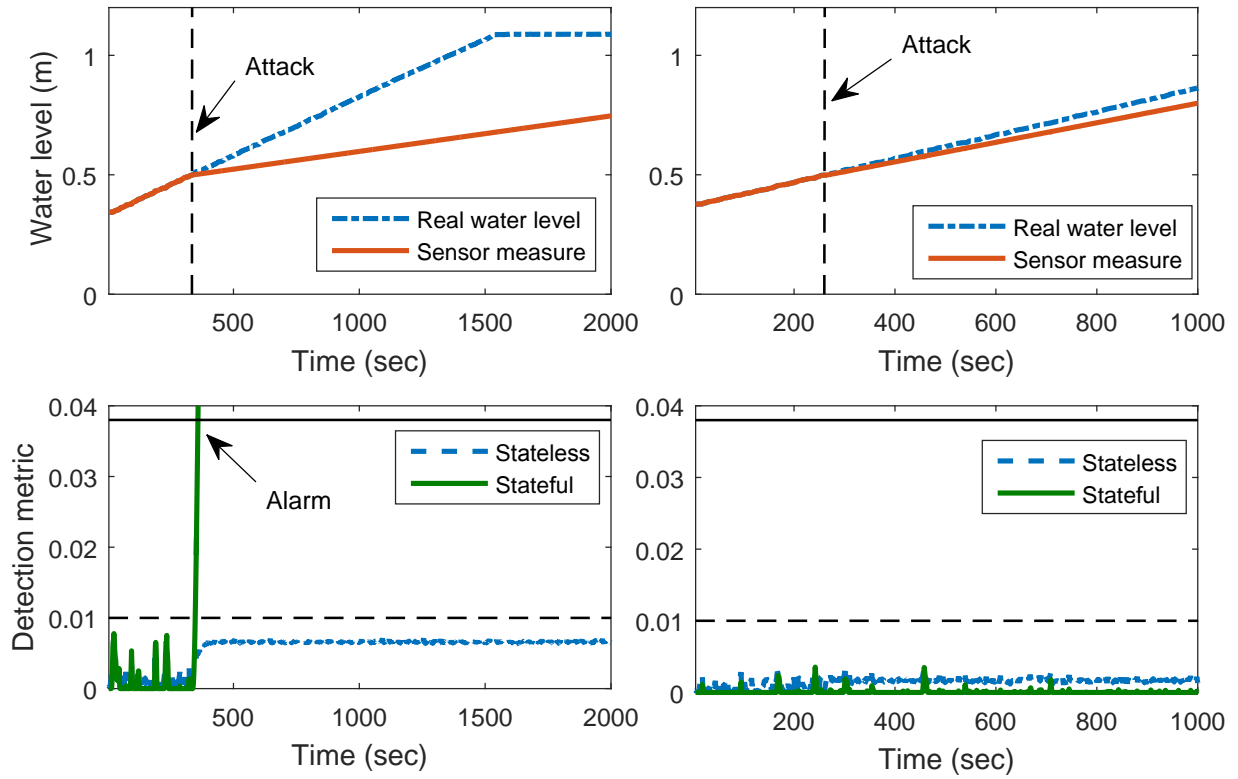 Water level (m)
1
0.5
0
Attack
Real water level
Sensor measure
500
1000
1500
2000
Time (sec)
1
0.5
0
Attack
Real water level
Sensor measure
200
400
600
800
1000
Time (sec)
Detection metric
0.04
0.03
0.02
0.01
0
Stateless
Stateful
Alarm
500
1000
1500
2000
Time (sec)
0.04
0.03
0.02
0.01
0
Stateless
Stateful
200
400
600
800
1000
Time (sec)